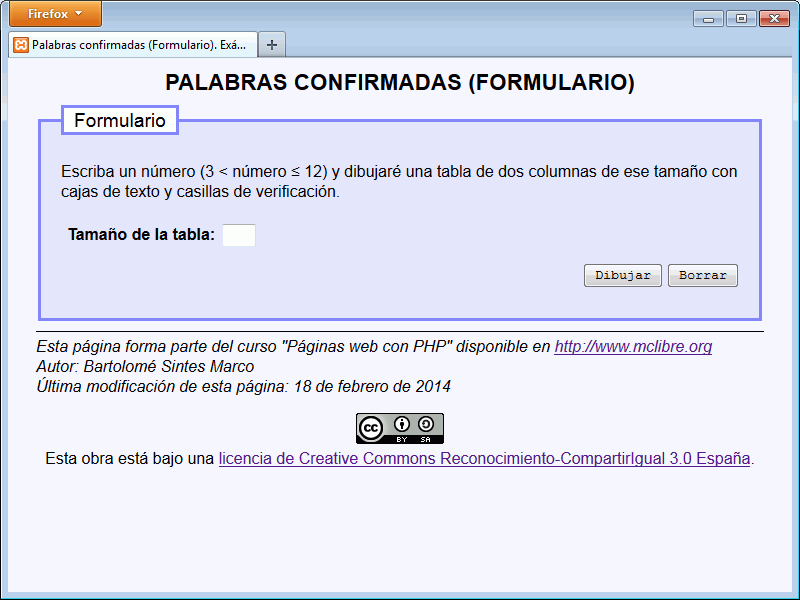 Firefox
Palabras confirmadas (Formulario). Exá...
PALABRAS CONFIRMADAS (FORMULARIO)
Formulario
Escriba un número (3 < número ≤ 12) y dibujaré una tabla de dos columnas de ese tamaño con
cajas de texto y casillas de verificación.
Tamaño de la tabla:
Dibujar Borrar
Esta página forma parte del curso "Páginas web con PHP" disponible en http://www.mclibre.org
Autor: Bartolomé Sintes Marco
Última modificación de esta página: 18 de febrero de 2014
cc BY SA
Esta obra está bajo una licencia de Creative Commons Reconocimiento-CompartirIgual 3.0 España.